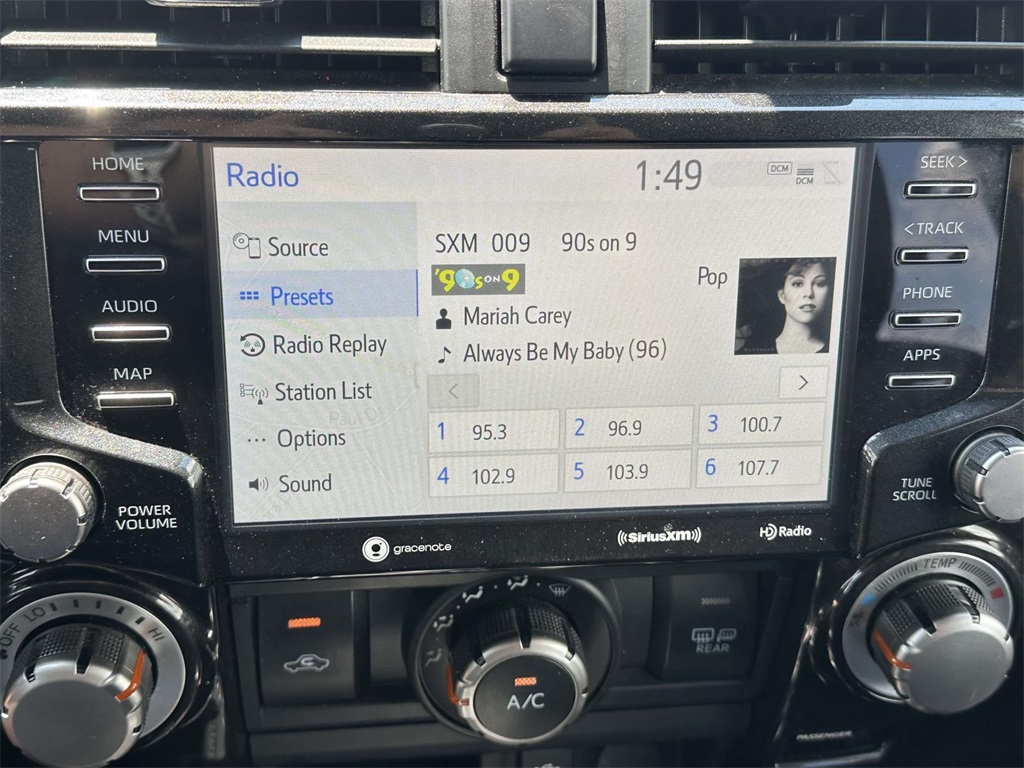 HOME
MENU
AUDIO
MAP
POWER
VOLUME
Radio
1:49
DCM
DCM
Source
Presets
Radio Replay
Station List
Options
Sound
SXM 009 90s on 9
'90s ON 9
Pop
Mariah Carey
Always Be My Baby (96)
<
>
1 95.3
2 96.9
3 100.7
4 102.9
5 103.9
6 107.7
gracenote
((SiriusXM))
HD Radio
SEEK >
< TRACK
PHONE
APPS
TUNE
SCROLL
OFF LO HI
A/C
REAR
TEMP
PASSENGER